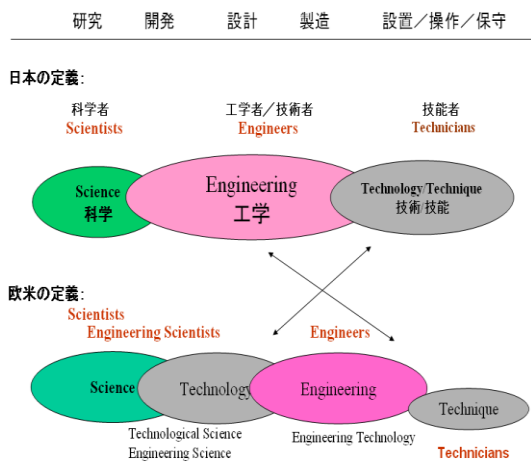 研究 開発 設計 製造 設置／操作／保守
日本の定義:
科学者 工学者／技術者 技能者
Scientists Engineers Technicians
Science
科学
Engineering
工学
Technology/Technique
技術/技能
欧米の定義:
Scientists
Engineering Scientists Engineers
Science Technology Engineering
Technique
Technological Science
Engineering Science
Engineering Technology
Technicians